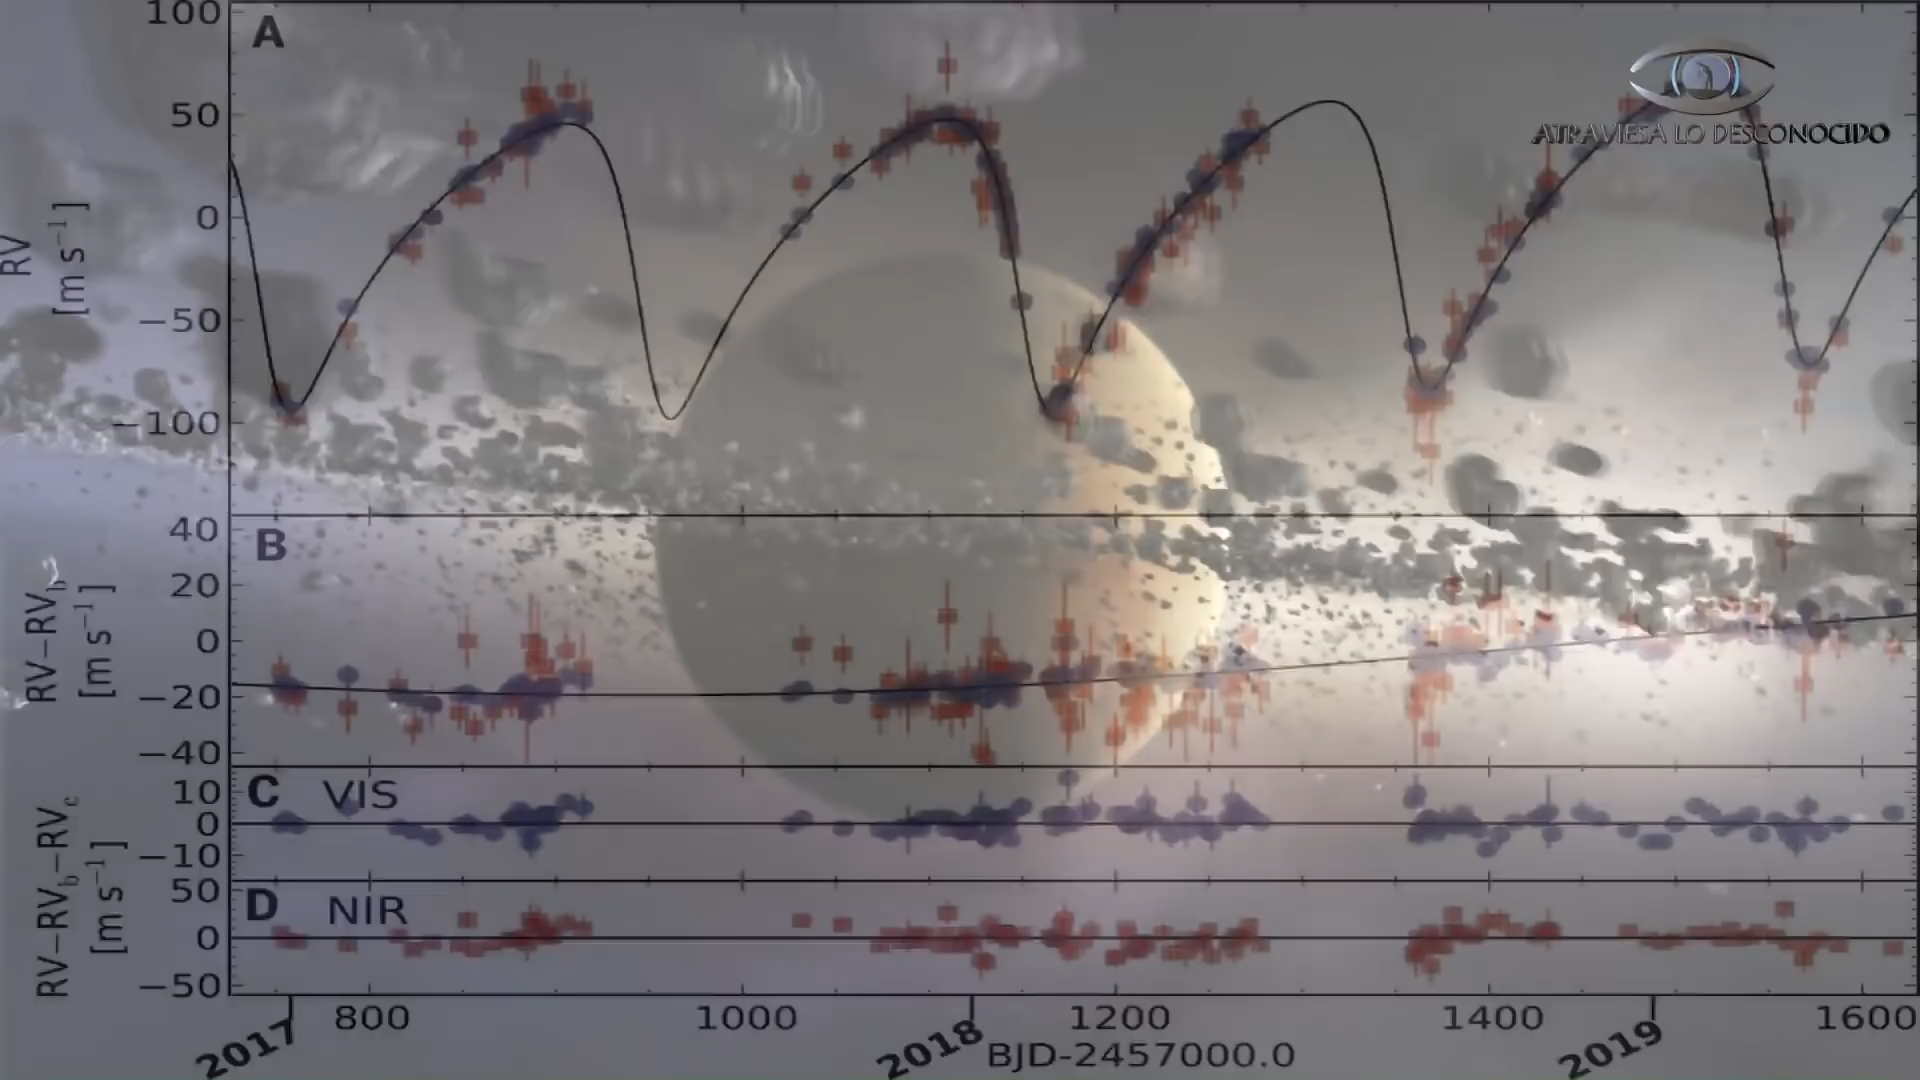 A
100
50
0
−50
−100
RV
[m s⁻¹]
ATRAVIESA LO DESCONOCIDO
B
40
20
0
−20
−40
RV−RVb
[m s⁻¹]
C VIS
10
0
−10
D NIR
50
0
−50
RV−RVb−RVc
[m s⁻¹]
800 1000 1200 1400 1600
2017 2018 2019
BJD-2457000.0